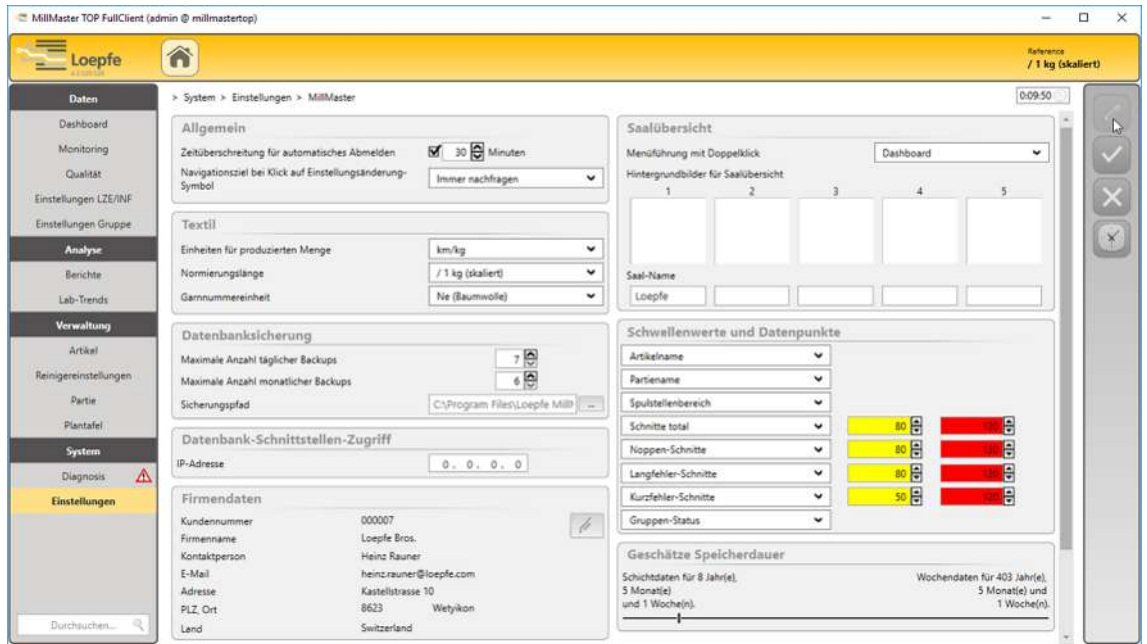 MillMaster TOP FullClient (admin @ millmastertop)
Loepfe
Reference
/ 1 kg (skaliert)
Daten
Dashboard
Monitoring
Qualität
Einstellungen LZE/INF
Einstellungen Gruppe
Analyse
Berichte
Lab-Trends
Verwaltung
Artikel
Reinigereinstellungen
Partie
Plantafel
System
Diagnosis
Einstellungen
Durchsuchen...
> System > Einstellungen > MillMaster
0:09:50
Allgemein
Zeitüberschreitung für automatisches Abmelden 30 Minuten
Navigationsziel bei Klick auf Einstellungsänderung-
Symbol Immer nachfragen
Textil
Einheiten für produzierten Menge km/kg
Normierungslänge / 1 kg (skaliert)
Garnnummereinheit Ne (Baumwolle)
Datenbanksicherung
Maximale Anzahl täglicher Backups 7
Maximale Anzahl monatlicher Backups 6
Sicherungspfad C:\Program Files\Loepfe Mill ...
Datenbank-Schnittstellen-Zugriff
IP-Adresse 0 . 0 . 0 . 0
Firmendaten
Kundennummer 000007
Firmenname Loepfe Bros.
Kontaktperson Heinz Rauner
E-Mail heinz.rauner@loepfe.com
Adresse Kastellstrasse 10
PLZ, Ort 8623 Wetyikon
Land Switzerland
Saalübersicht
Menüführung mit Doppelklick Dashboard
Hintergrundbilder für Saalübersicht
1 2 3 4 5
Saal-Name
Loepfe
Schwellenwerte und Datenpunkte
Artikelname
Partiename
Spulstellenbereich
Schnitte total 80 120
Noppen-Schnitte 80 120
Langfehler-Schnitte 80 120
Kurzfehler-Schnitte 50 120
Gruppen-Status
Geschätze Speicherdauer
Schichtdaten für 8 Jahr(e), Wochendaten für 403 Jahr(e),
5 Monat(e) 5 Monat(e) und
und 1 Woche(n). 1 Woche(n).